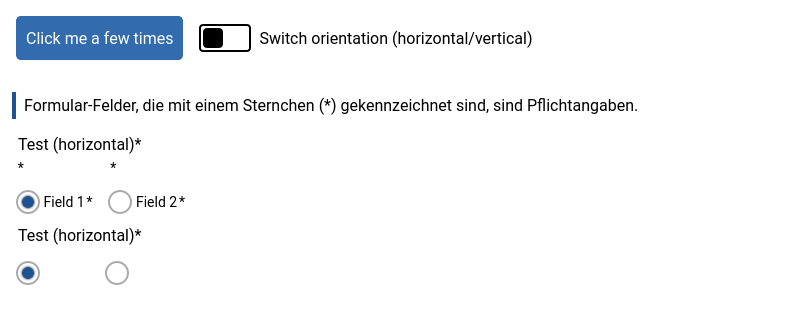 Click me a few times Switch orientation (horizontal/vertical)
Formular-Felder, die mit einem Sternchen (*) gekennzeichnet sind, sind Pflichtangaben.
Test (horizontal)*
* *
Field 1* Field 2*
Test (horizontal)*